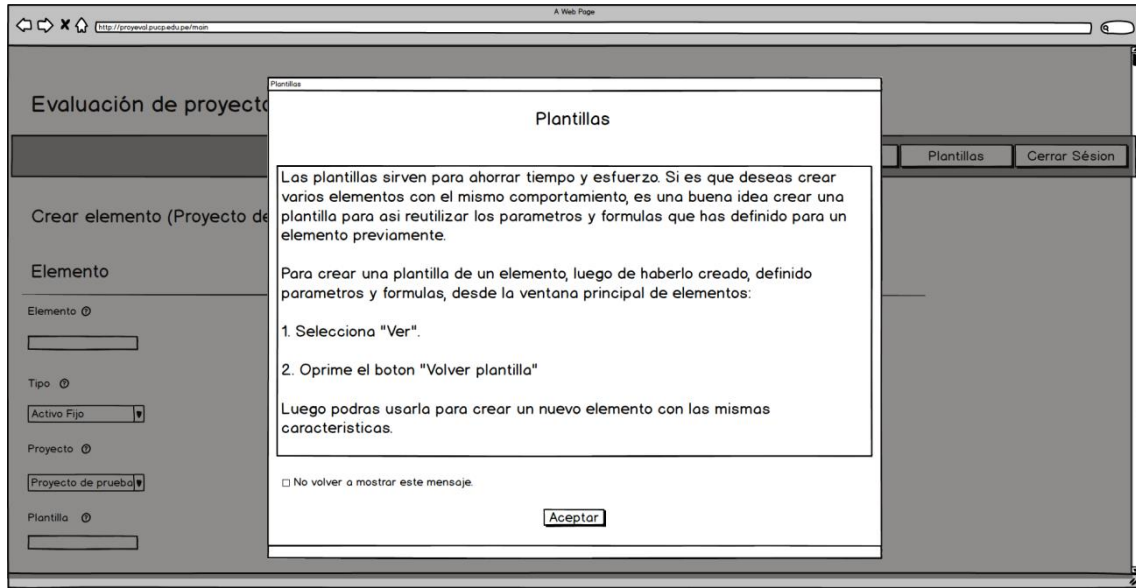 A Web Page
http://proyeval.pucp.edu.pe/main
Evaluación de proyecto
Plantillas
Cerrar Sésion
Crear elemento (Proyecto de
Elemento
Elemento
Tipo
Activo Fijo
Proyecto
Proyecto de prueba
Plantilla
Plantillas
Plantillas
Las plantillas sirven para ahorrar tiempo y esfuerzo. Si es que deseas crear
varios elementos con el mismo comportamiento, es una buena idea crear una
plantilla para asi reutilizar los parametros y formulas que has definido para un
elemento previamente.
Para crear una plantilla de un elemento, luego de haberlo creado, definido
parametros y formulas, desde la ventana principal de elementos:
1. Selecciona "Ver".
2. Oprime el boton "Volver plantilla"
Luego podras usarla para crear un nuevo elemento con las mismas
caracteristicas.
No volver a mostrar este mensaje.
Aceptar